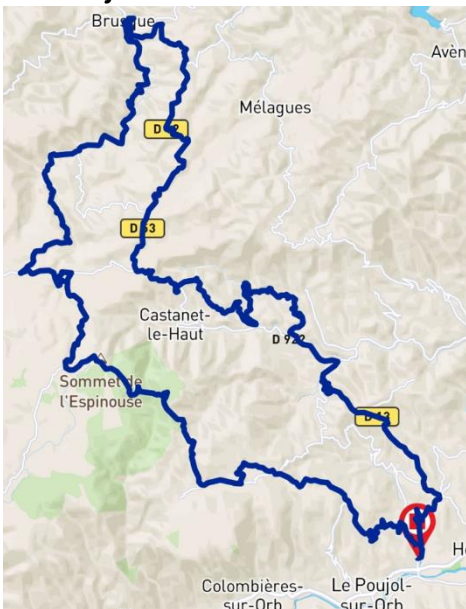 Brusque
Avèn
Mélagues
D 53
Castanet-
le-Haut
D 922
Sommet de
l'Espinouse
D 13
Colombières-
sur-Orb
Le Poujol-
sur-Orb